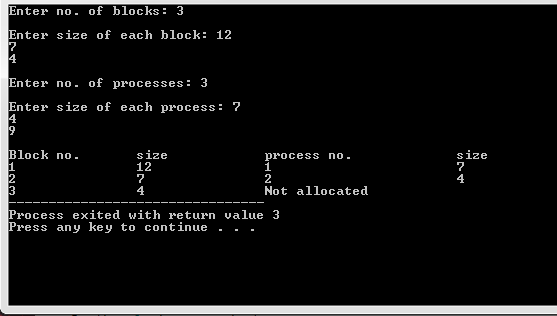 Enter no. of blocks: 3
Enter size of each block: 12
7
4
Enter no. of processes: 3
Enter size of each process: 7
4
9
Block no. size process no. size
1 12 1 7
2 7 2 4
3 4 Not allocated
--------------------------------
Process exited with return value 3
Press any key to continue . . .